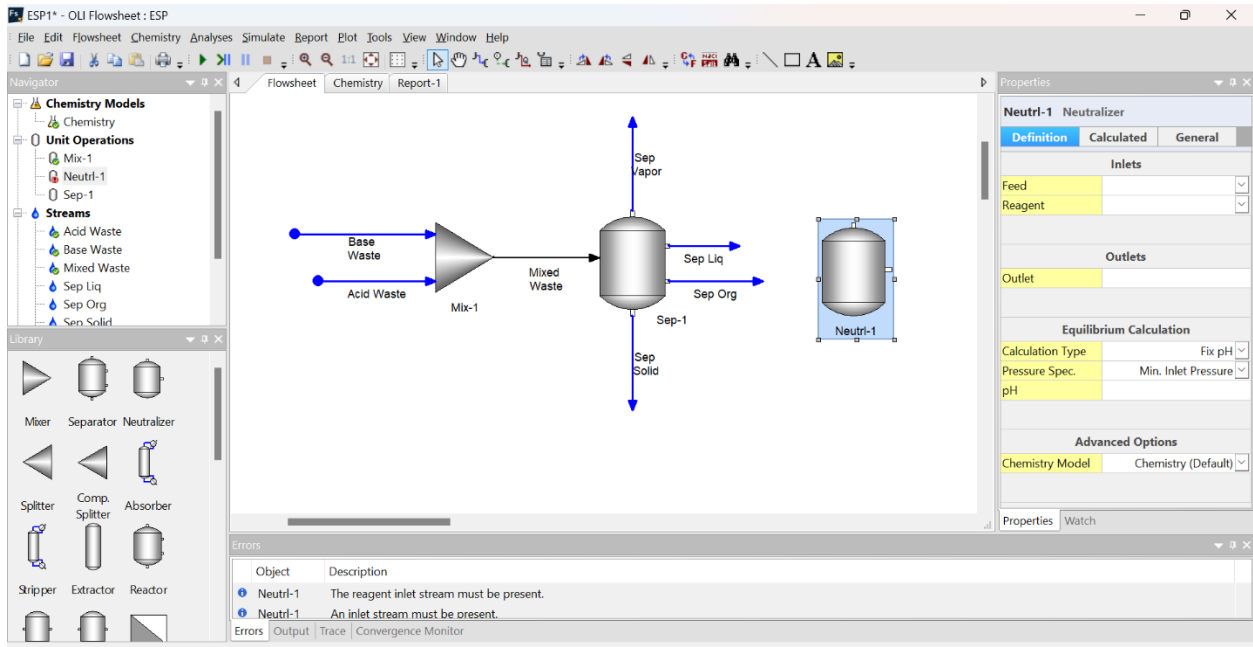 ESP1* - OLI Flowsheet : ESP
File Edit Flowsheet Chemistry Analyses Simulate Report Plot Tools View Window Help
1:1
A
Navigator
Chemistry Models
Chemistry
Unit Operations
Mix-1
Neutrl-1
Sep-1
Streams
Acid Waste
Base Waste
Mixed Waste
Sep Liq
Sep Org
Sep Solid
Library
Mixer Separator Neutralizer
Splitter Comp. Splitter Absorber
Stripper Extractor Reactor
Flowsheet Chemistry Report-1
Sep
Vapor
Base
Waste
Acid Waste
Mix-1
Mixed
Waste
Sep Liq
Sep Org
Sep-1
Sep
Solid
Neutrl-1
Properties
Neutrl-1 Neutralizer
Definition Calculated General
Inlets
Feed
Reagent
Outlets
Outlet
Equilibrium Calculation
Calculation Type Fix pH
Pressure Spec. Min. Inlet Pressure
pH
Advanced Options
Chemistry Model Chemistry (Default)
Properties Watch
Errors
Object Description
Neutrl-1 The reagent inlet stream must be present.
Neutrl-1 An inlet stream must be present.
Errors Output Trace Convergence Monitor